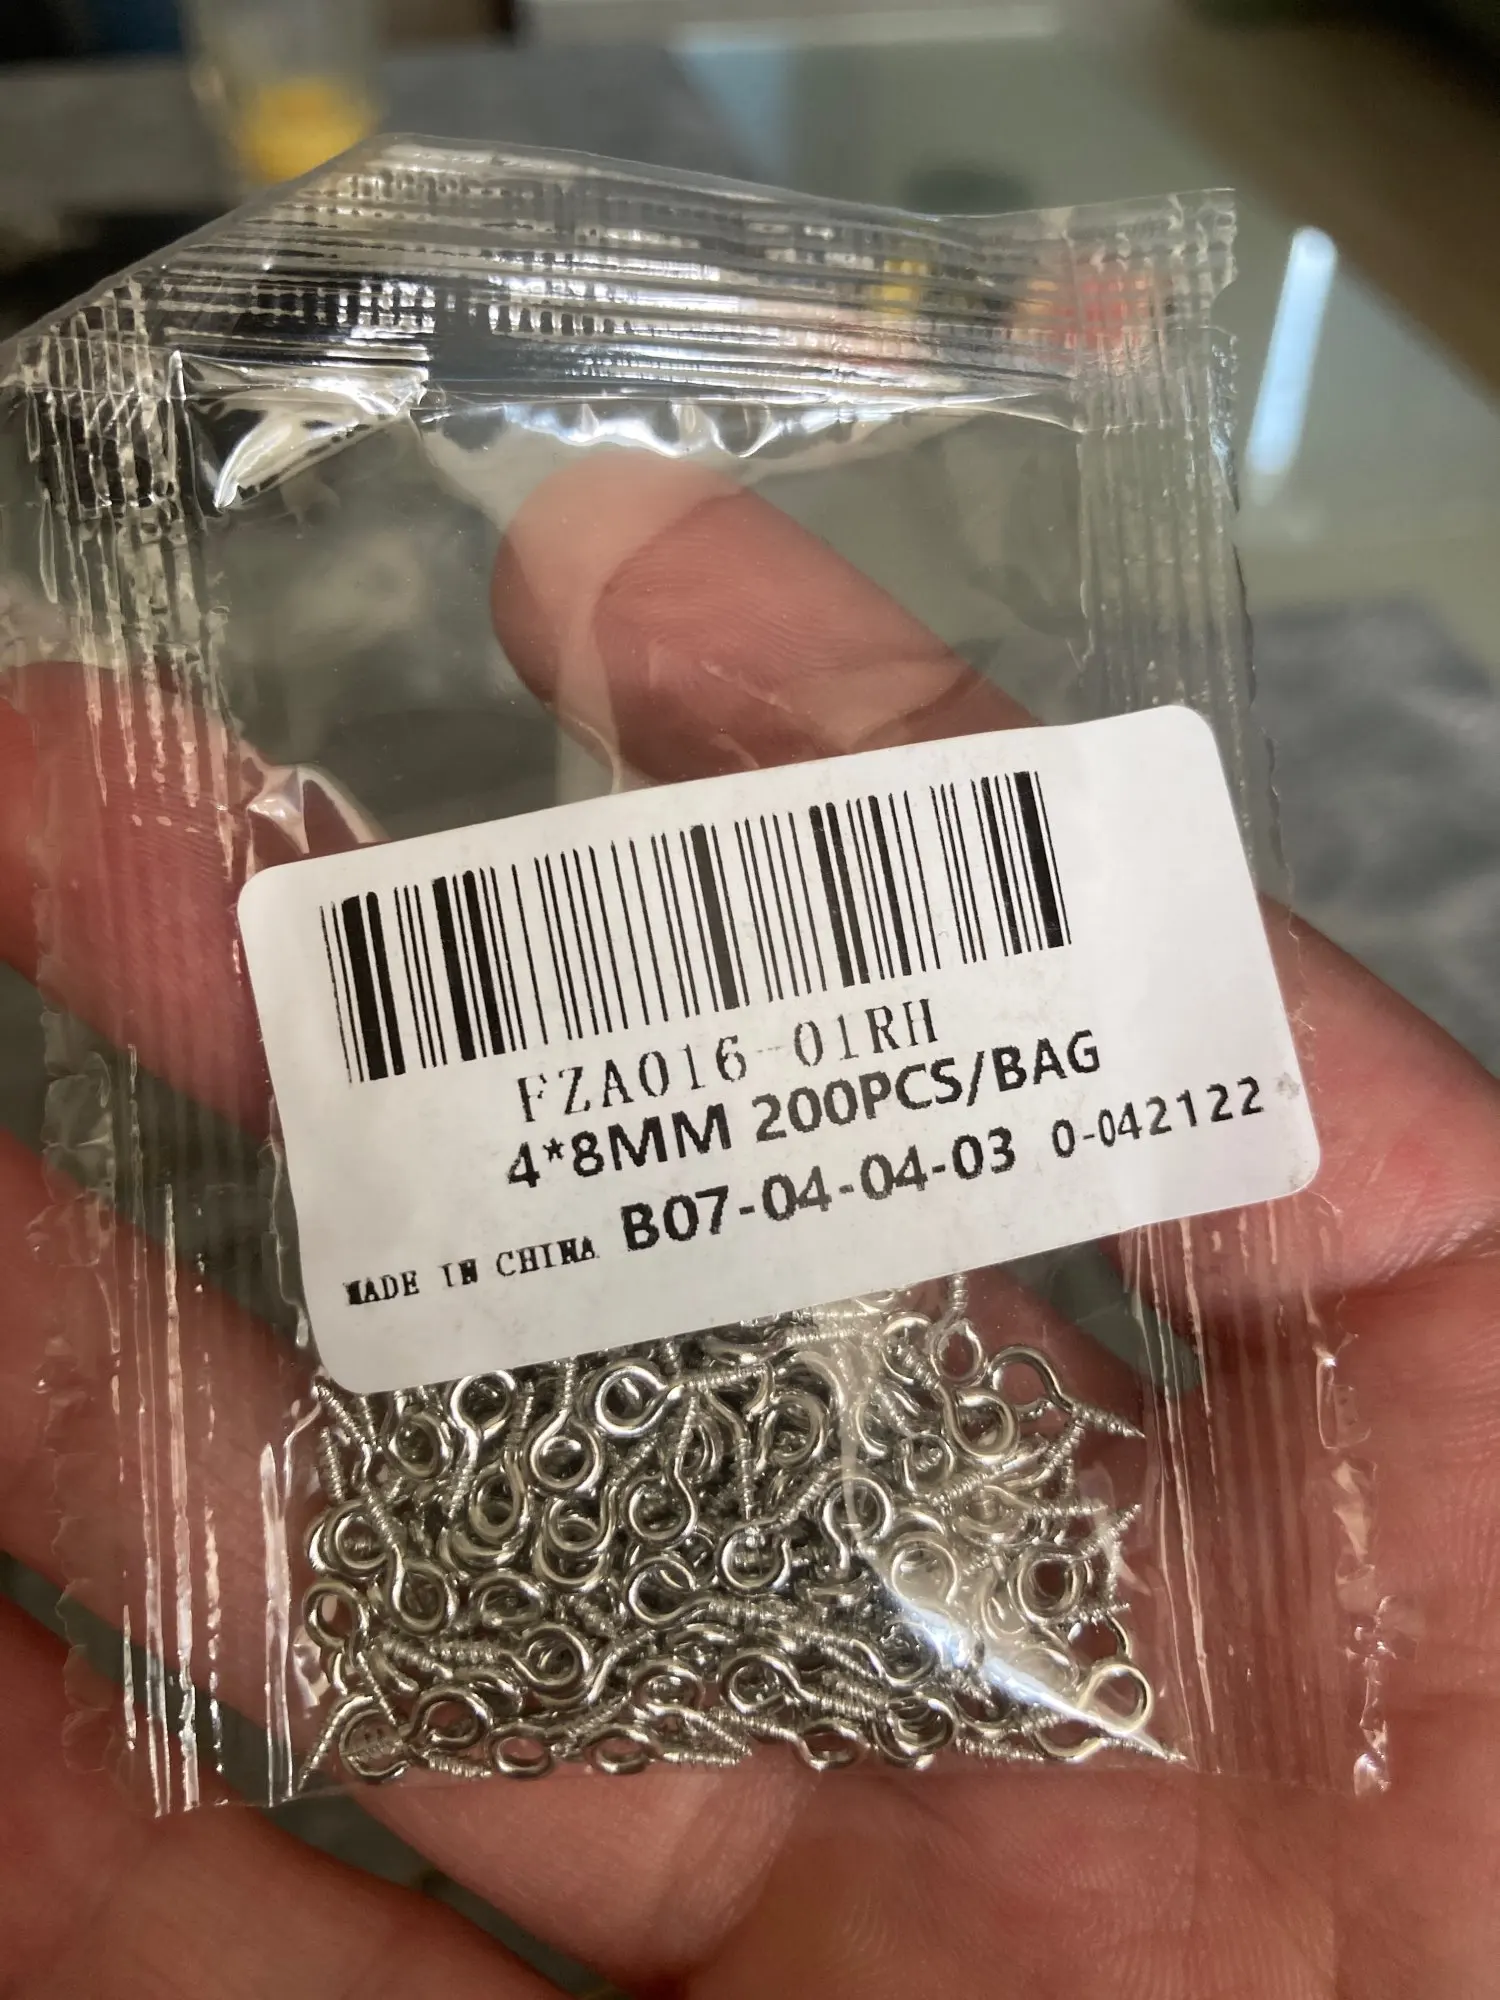 FZA016-01RH
4*8MM 200PCS/BAG
B07-04-04-03 0-042122
MADE IN CHINA